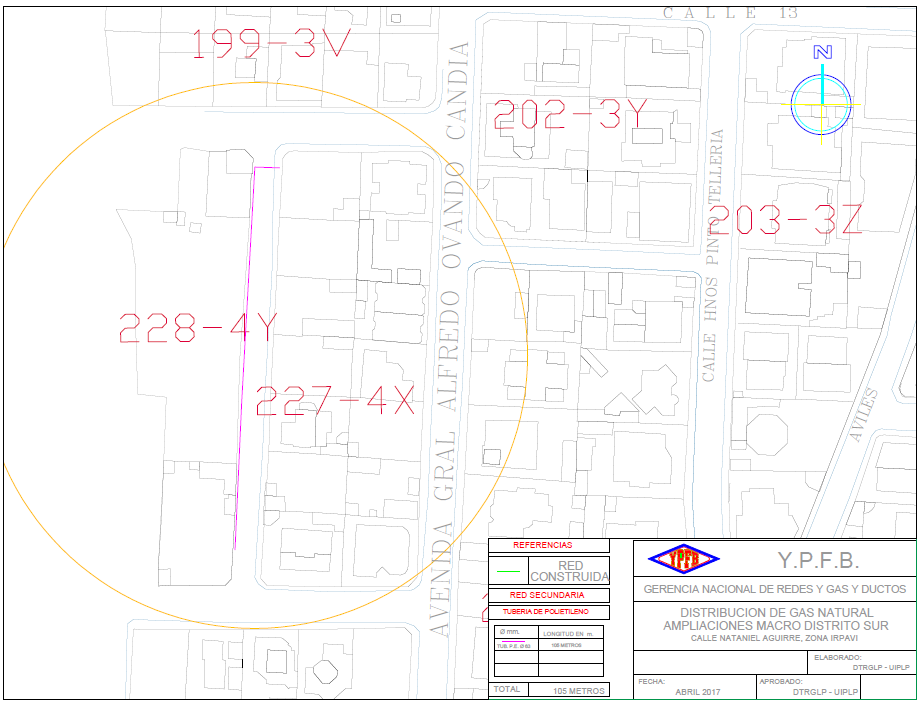 CALLE 13
199-3V
N
202-3Y
AVENIDA GRAL ALFREDO OVANDO CANDIA
CALLE HNOS PINTO TELLERIA
203-3Z
228-4Y
227-4X
AVILES
REFERENCIAS
RED CONSTRUIDA
RED SECUNDARIA
TUBERIA DE POLIETILENO
Ø mm. LONGITUD EN m.
TUB. P.E. Ø 63 105 METROS
TOTAL 105 METROS
YPFB
Y.P.F.B.
GERENCIA NACIONAL DE REDES Y GAS Y DUCTOS
DISTRIBUCION DE GAS NATURAL
AMPLIACIONES MACRO DISTRITO SUR
CALLE NATANIEL AGUIRRE, ZONA IRPAVI
ELABORADO:
DTRGLP - UIPLP
FECHA:
ABRIL 2017
APROBADO:
DTRGLP - UIPLP